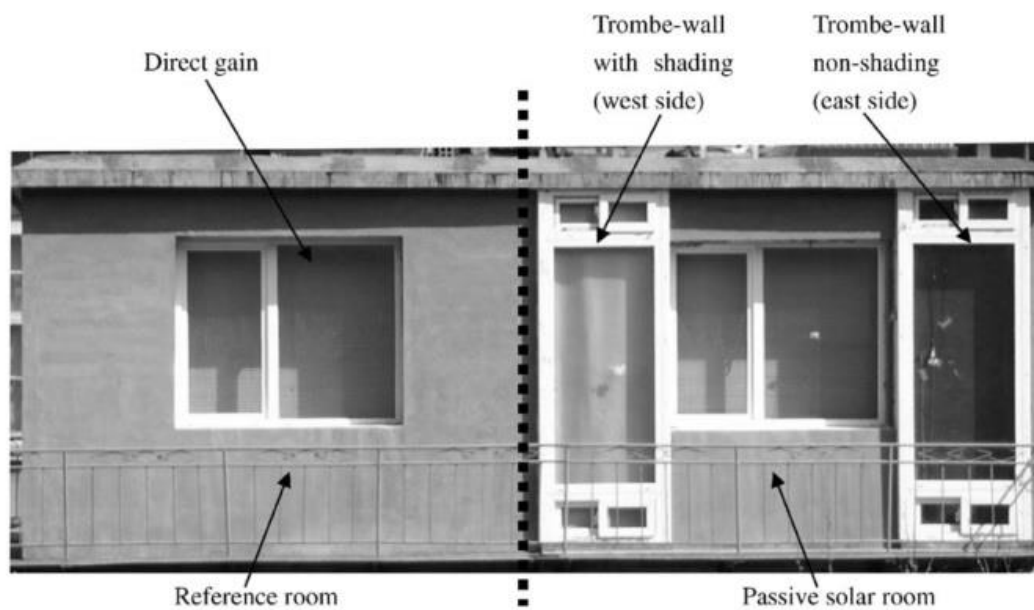 Direct gain
Trombe-wall
with shading
(west side)
Trombe-wall
non-shading
(east side)
Reference room
Passive solar room